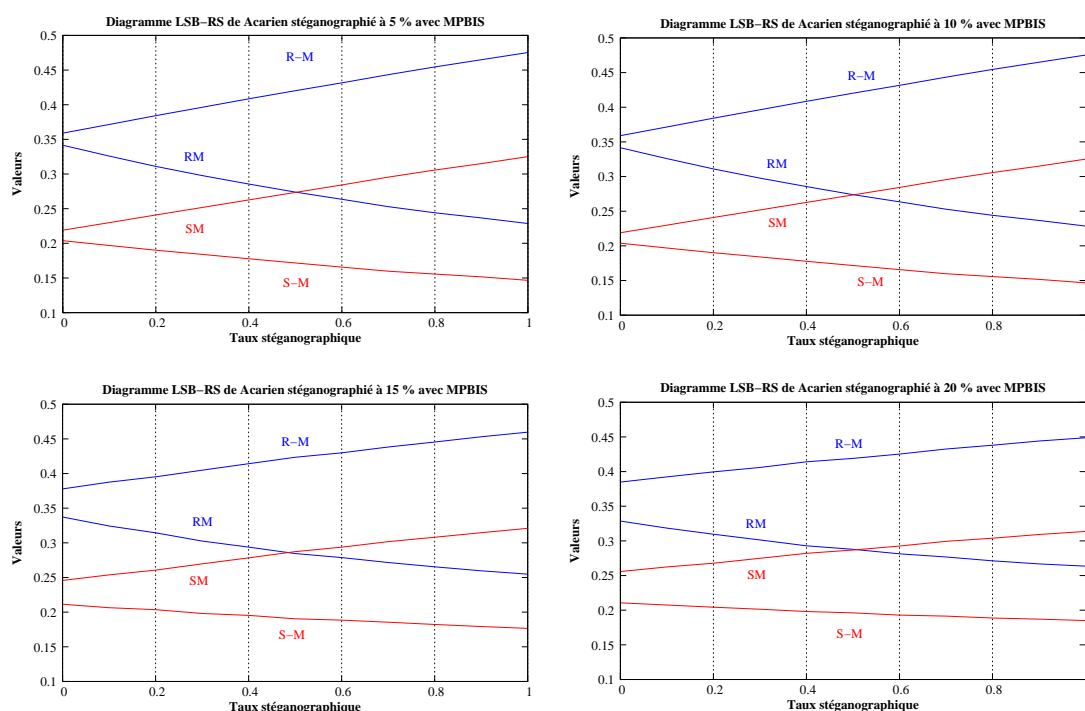 Diagramme LSB−RS de Acarien stéganographié à 5 % avec MPBIS
0.5
0.45
0.4
0.35
0.3
0.25
0.2
0.15
0.1
Valeurs
R−M
RM
SM
S−M
0 0.2 0.4 0.6 0.8 1
Taux stéganographique
Diagramme LSB−RS de Acarien stéganographié à 10 % avec MPBIS
0.5
0.45
0.4
0.35
0.3
0.25
0.2
0.15
0.1
Valeurs
R−M
RM
SM
S−M
0 0.2 0.4 0.6 0.8
Taux stéganographique
Diagramme LSB−RS de Acarien stéganographié à 15 % avec MPBIS
0.5
0.45
0.4
0.35
0.3
0.25
0.2
0.15
0.1
Valeurs
R−M
RM
SM
S−M
0 0.2 0.4 0.6 0.8 1
Taux stéganographique
Diagramme LSB−RS de Acarien stéganographié à 20 % avec MPBIS
0.5
0.45
0.4
0.35
0.3
0.25
0.2
0.15
0.1
Valeurs
R−M
RM
SM
S−M
0 0.2 0.4 0.6 0.8
Taux stéganographique